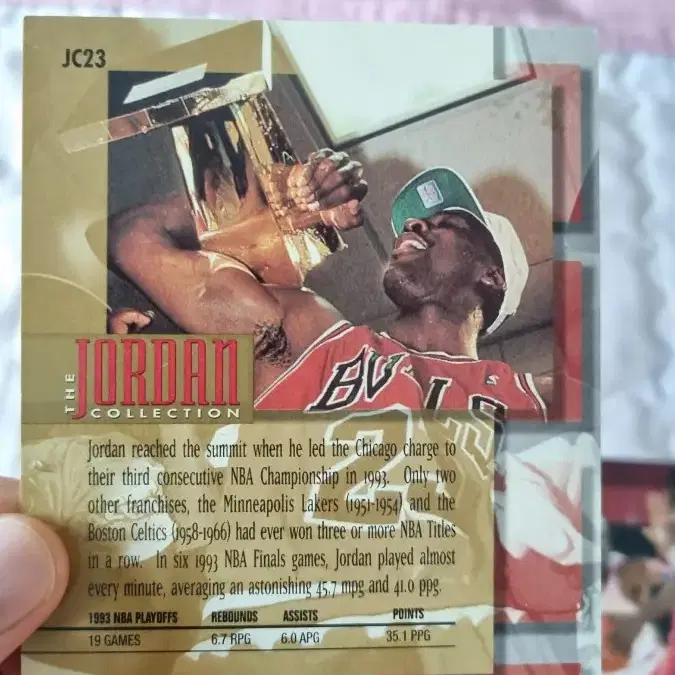 JC23
BULLS
THE
JORDAN
COLLECTION
Jordan reached the summit when he led the Chicago charge to
their third consecutive NBA Championship in 1993. Only two
other franchises, the Minneapolis Lakers (1951-1954) and the
Boston Celtics (1958-1966) had ever won three or more NBA Titles
in a row. In six 1993 NBA Finals games, Jordan played almost
every minute, averaging an astonishing 45.7 mpg and 41.0 ppg.
1993 NBA PLAYOFFS REBOUNDS ASSISTS POINTS
19 GAMES 6.7 RPG 6.0 APG 35.1 PPG